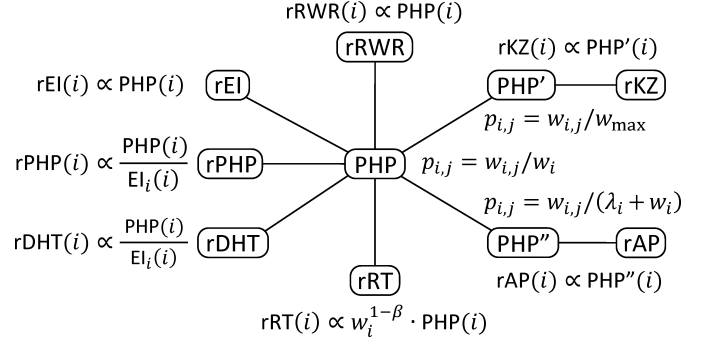 rRWR(i) ∝ PHP(i)
rRWR
rKZ(i) ∝ PHP′(i)
rEI(i) ∝ PHP(i)
rEI
PHP′
rKZ
p_{i,j} = w_{i,j}/w_max
rPHP(i) ∝ PHP(i)/EI_i(i)
rPHP
PHP
p_{i,j} = w_{i,j}/w_i
p_{i,j} = w_{i,j}/(λ_i + w_i)
rDHT(i) ∝ PHP(i)/EI_i(i)
rDHT
PHP″
rAP
rRT
rAP(i) ∝ PHP″(i)
rRT(i) ∝ w_i^{1−β} · PHP(i)